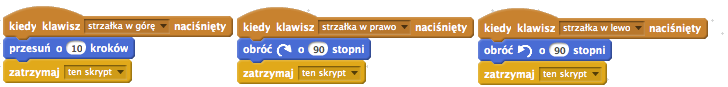 kiedy klawisz strzałka w górę naciśnięty
przesuń o 10 kroków
zatrzymaj ten skrypt
kiedy klawisz strzałka w prawo naciśnięty
obróć o 90 stopni
zatrzymaj ten skrypt
kiedy klawisz strzałka w lewo naciśnięty
obróć o 90 stopni
zatrzymaj ten skrypt